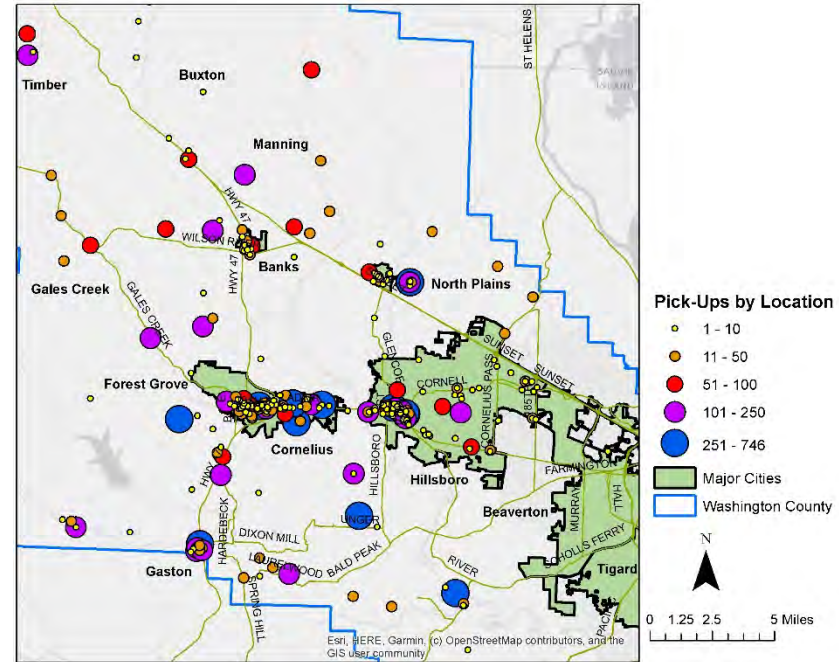 ST HELENS
Timber
Buxton
Manning
HWY 47
WILSON R
Banks
HWY 47
North Plains
Gales Creek
GALES CREEK
GLENCO
SUNSET
SUNSET
CORNELL
CORNELIUS PASS
185T
Forest Grove
Cornelius
HILLSBORO
Hillsboro
FARMINGTON
HWY
HARDEBECK
Beaverton
MURRAY
HALL
UNGER
DIXON MILL
SCHOLLS FERRY
LAURELWOOD
BALD PEAK
RIVER
Gaston
Tigard
SPRING HILL
PACI
Esri, HERE, Garmin, (c) OpenStreetMap contributors, and the
GIS user community
Pick-Ups by Location
1 - 10
11 - 50
51 - 100
101 - 250
251 - 746
Major Cities
Washington County
N
0 1.25 2.5 5 Miles